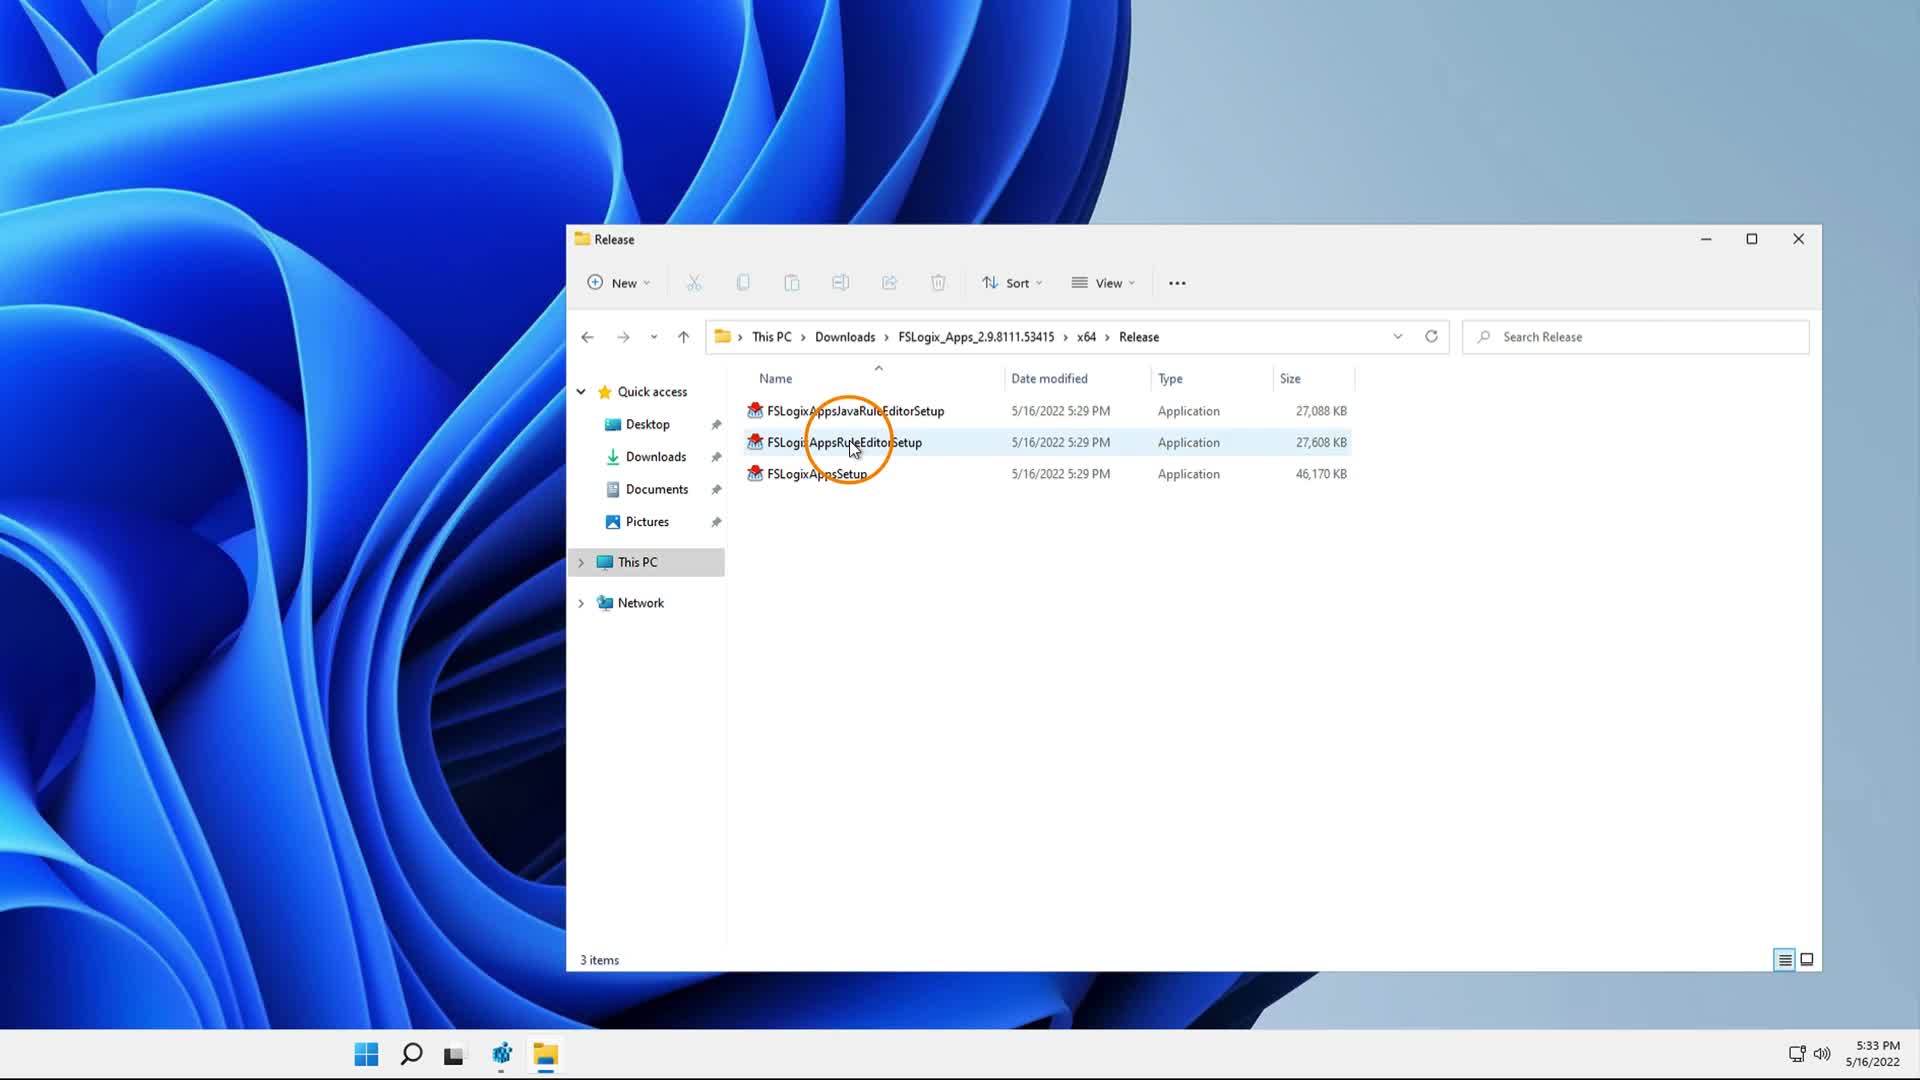 Release
New
Sort
View
This PC
Downloads
FSLogix_Apps_2.9.8111.53415
x64
Release
Search Release
Name
Date modified
Type
Size
Quick access
Desktop
Downloads
Documents
Pictures
This PC
Network
FSLogixAppsJavaRuleEditorSetup 5/16/2022 5:29 PM Application 27,088 KB
FSLogixAppsRuleEditorSetup 5/16/2022 5:29 PM Application 27,608 KB
FSLogixAppsSetup 5/16/2022 5:29 PM Application 46,170 KB
3 items
5:33 PM
5/16/2022